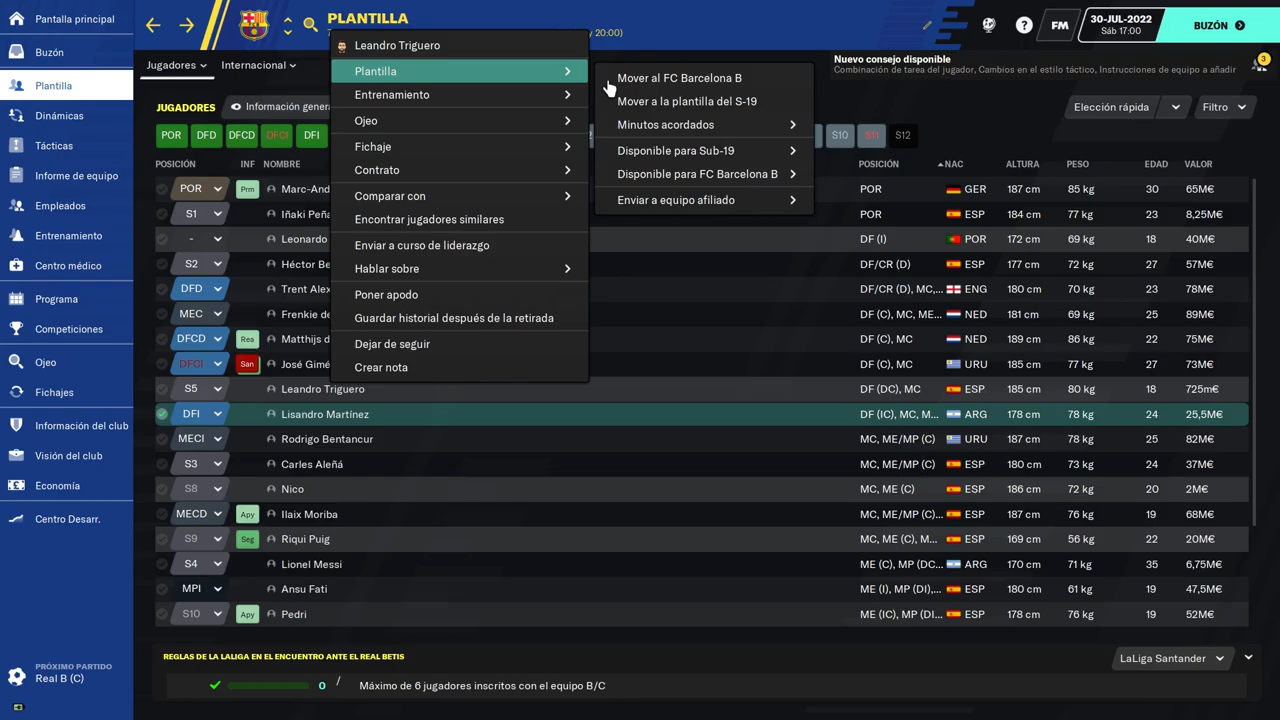 Pantalla principal
Buzón
Plantilla
Dinámicas
Tácticas
Informe de equipo
Empleados
Entrenamiento
Centro médico
Programa
Competiciones
Ojeo
Fichajes
Información del club
Visión del club
Economía
Centro Desarr.
PRÓXIMO PARTIDO
Real B (C)
PLANTILLA
y 20:00)
FM
30-JUL-2022
Sáb 17:00
BUZÓN
Jugadores
Internacional
Nuevo consejo disponible
Combinación de tarea del jugador, Cambios en el estilo táctico, Instrucciones de equipo a añadir
3
JUGADORES
Información genera
Elección rápida
Filtro
POR DFD DFCD DFCI DFI S10 S11 S12
Leandro Triguero
Plantilla
Entrenamiento
Ojeo
Fichaje
Contrato
Comparar con
Encontrar jugadores similares
Enviar a curso de liderazgo
Hablar sobre
Poner apodo
Guardar historial después de la retirada
Dejar de seguir
Crear nota
Mover al FC Barcelona B
Mover a la plantilla del S-19
Minutos acordados
Disponible para Sub-19
Disponible para FC Barcelona B
Enviar a equipo afiliado
POSICIÓN INF NOMBRE POSICIÓN NAC ALTURA PESO EDAD VALOR
POR Prm Marc-And POR GER 187 cm 85 kg 30 65M€
S1 Iñaki Peña POR ESP 184 cm 77 kg 23 8,25M€
- Leonardo DF (I) POR 172 cm 69 kg 18 40M€
S2 Héctor Be DF/CR (D) ESP 177 cm 72 kg 27 57M€
DFD Trent Alex DF/CR (D), MC,... ENG 180 cm 70 kg 23 78M€
MEC Frenkie de DF (C), MC, ME... NED 181 cm 69 kg 25 89M€
DFCD Rea Matthijs d DF (C), MC NED 189 cm 86 kg 22 75M€
DFCI San José Gimé DF (C), MC URU 185 cm 77 kg 27 73M€
S5 Leandro Triguero DF (DC), MC ESP 185 cm 80 kg 18 725m€
DFI Lisandro Martínez DF (IC), MC, M... ARG 178 cm 78 kg 24 25,5M€
MECI Rodrigo Bentancur MC, ME/MP (C) URU 187 cm 78 kg 25 82M€
S3 Carles Aleñá MC, ME/MP (C) ESP 180 cm 73 kg 24 37M€
S8 Nico MC, ME (C) ESP 186 cm 72 kg 20 2M€
MECD Apy Ilaix Moriba MC, ME/MP (C)... ESP 187 cm 76 kg 19 68M€
S9 Seg Riqui Puig MC, ME (C), M... ESP 169 cm 56 kg 22 20M€
S4 Lionel Messi ME (C), MP (DC... ARG 170 cm 71 kg 35 6,75M€
MPI Ansu Fati ME (I), MP (DI),... ESP 180 cm 61 kg 19 47,5M€
S10 Apy Pedri ME (IC), MP (DI... ESP 178 cm 76 kg 19 52M€
REGLAS DE LA LALIGA EN EL ENCUENTRO ANTE EL REAL BETIS
LaLiga Santander
0 / Máximo de 6 jugadores inscritos con el equipo B/C